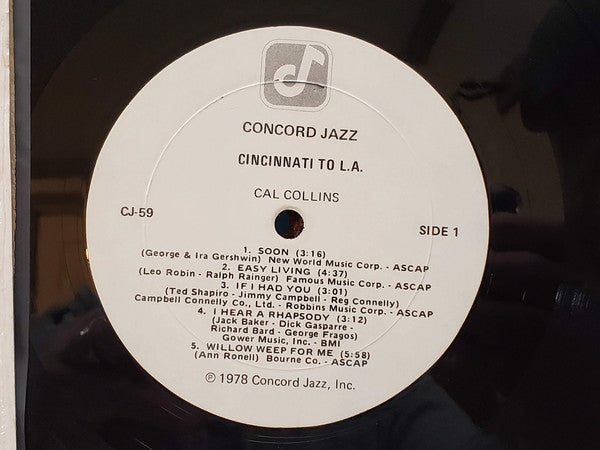 CONCORD JAZZ
CINCINNATI TO L.A.
CAL COLLINS
CJ-59
SIDE 1
1. SOON (3:16)
(George & Ira Gershwin) New World Music Corp. - ASCAP
2. EASY LIVING (4:37)
(Leo Robin - Ralph Rainger) Famous Music Corp. - ASCAP
3. IF I HAD YOU (3:01)
(Ted Shapiro - Jimmy Campbell - Reg Connelly)
Campbell Connelly Co., Ltd. - Robbins Music Corp. - ASCAP
4. I HEAR A RHAPSODY (3:12)
(Jack Baker - Dick Gasparre -
Richard Bard - George Fragos)
Gower Music, Inc. - BMI
5. WILLOW WEEP FOR ME (5:58)
(Ann Ronell) Bourne Co. - ASCAP
℗ 1978 Concord Jazz, Inc.